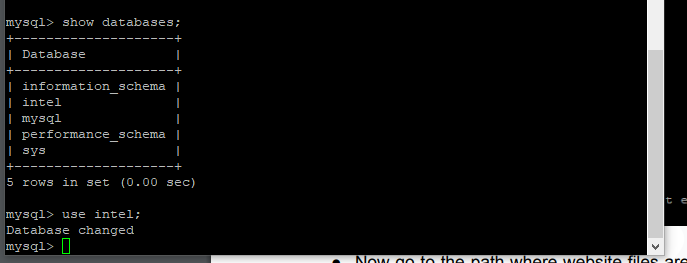 mysql> show databases;
+--------------------+
| Database           |
+--------------------+
| information_schema |
| intel              |
| mysql              |
| performance_schema |
| sys                |
+--------------------+
5 rows in set (0.00 sec)
mysql> use intel;
Database changed
mysql>
t e
● Now go to the path where website files are